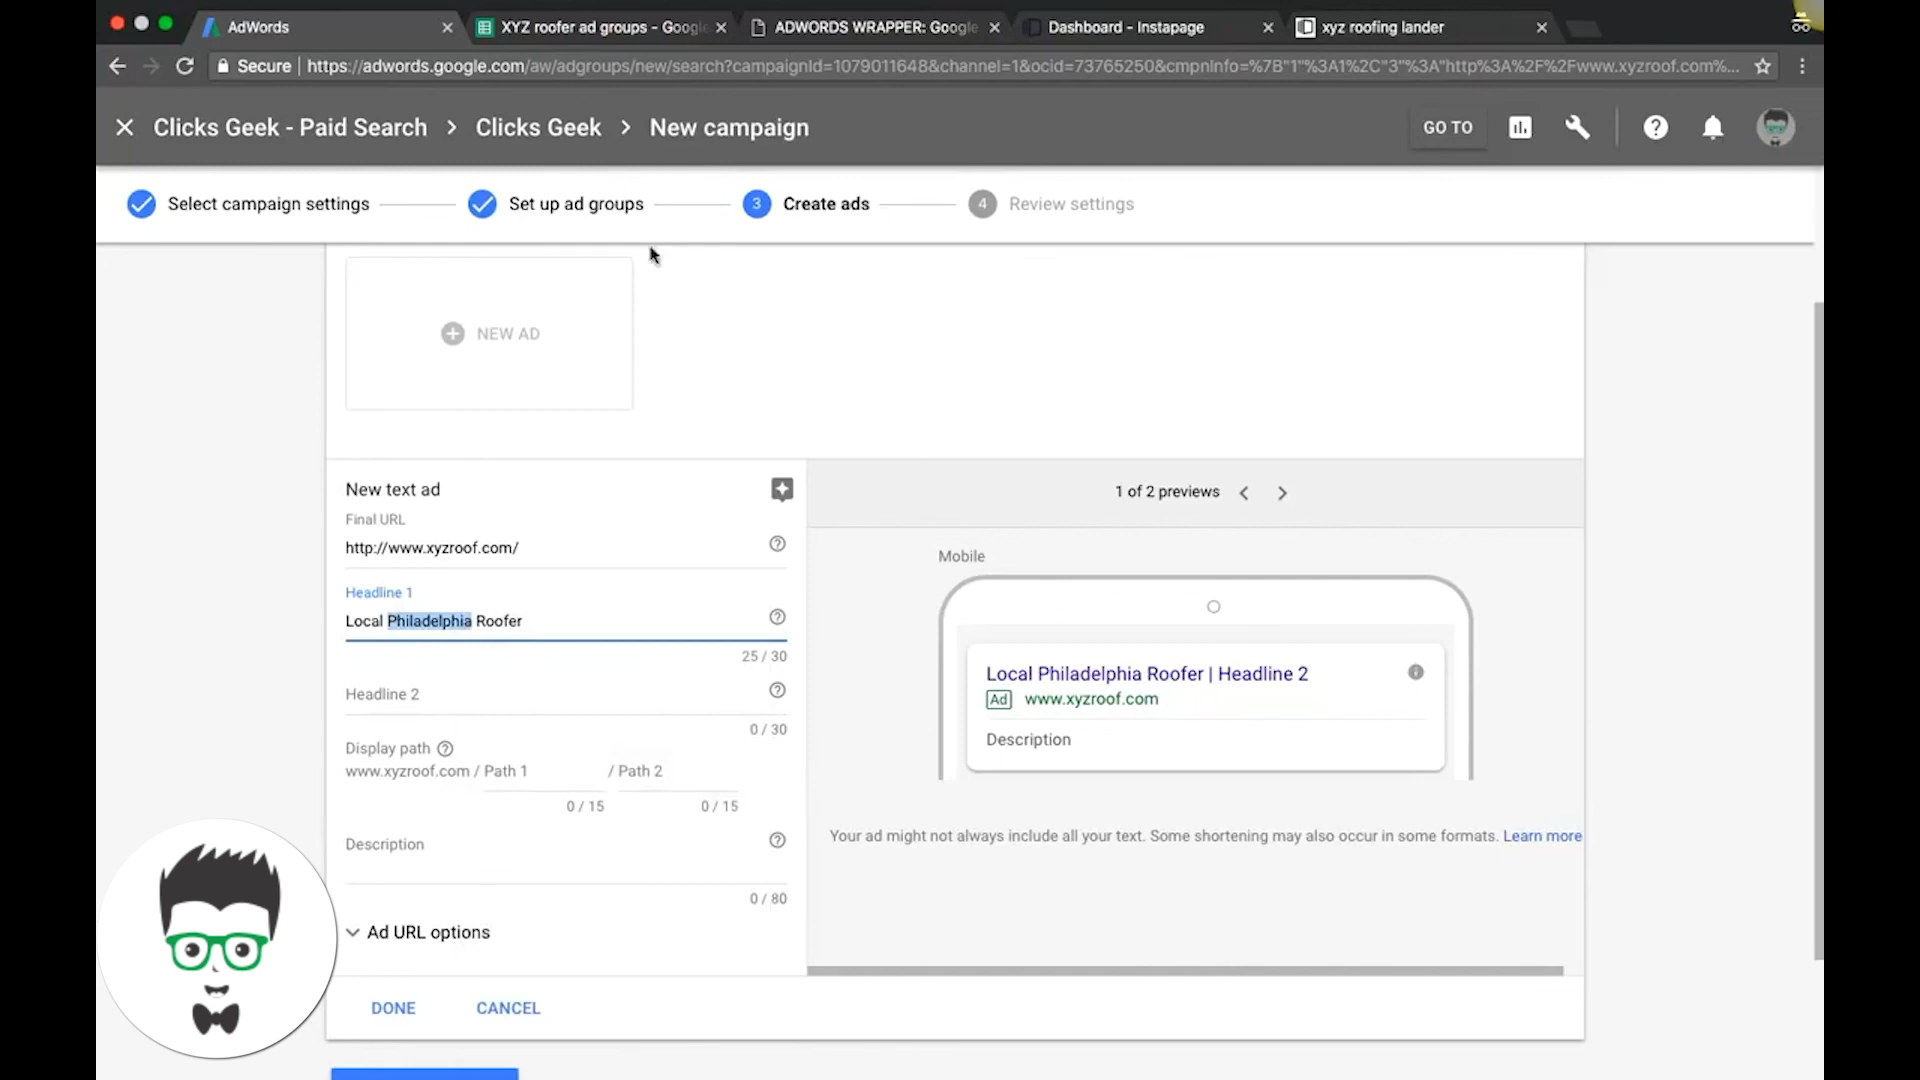 AdWords
XYZ roofer ad groups - Google
ADWORDS WRAPPER: Google
Dashboard - Instapage
xyz roofing lander
Secure
https://adwords.google.com/aw/adgroups/new/search?campaignId=1079011648&channel=1&ocid=73765250&cmpnInfo=%7B"1"%3A1%2C"3"%3A"http%3A%2F%2Fwww.xyzroof.com%...
Clicks Geek - Paid Search > Clicks Geek > New campaign
GO TO
Select campaign settings
Set up ad groups
3 Create ads
4 Review settings
NEW AD
New text ad
Final URL
http://www.xyzroof.com/
Headline 1
Local Philadelphia Roofer
25 / 30
Headline 2
0 / 30
Display path
www.xyzroof.com / Path 1 / Path 2
0 / 15 0 / 15
Description
0 / 80
Ad URL options
DONE CANCEL
1 of 2 previews
Mobile
Local Philadelphia Roofer | Headline 2
Ad www.xyzroof.com
Description
Your ad might not always include all your text. Some shortening may also occur in some formats. Learn more